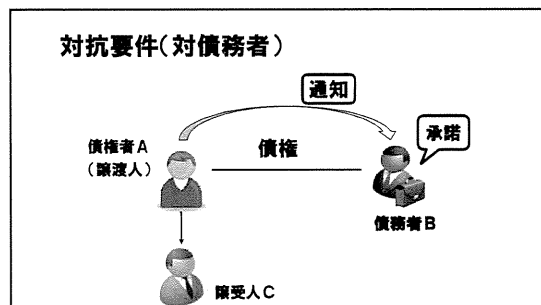 対抗要件(対債務者)
通知
承諾
債権者A
(譲渡人)
債権
債務者B
譲受人C